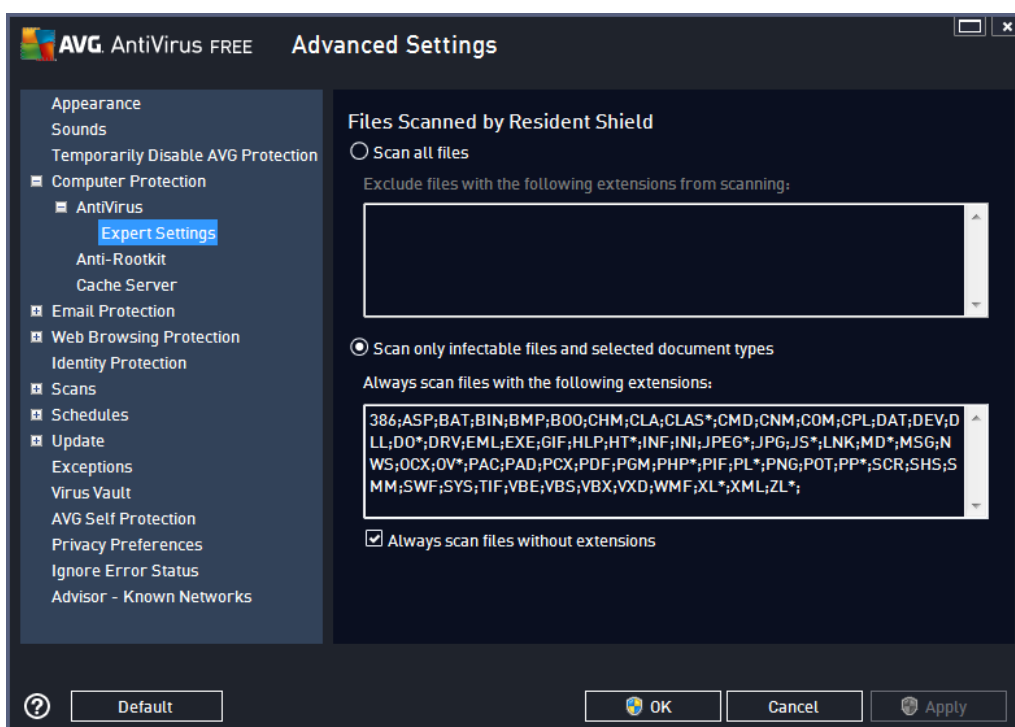 AVG. AntiVirus FREE Advanced Settings
Appearance
Sounds
Temporarily Disable AVG Protection
Computer Protection
AntiVirus
Expert Settings
Anti-Rootkit
Cache Server
Email Protection
Web Browsing Protection
Identity Protection
Scans
Schedules
Update
Exceptions
Virus Vault
AVG Self Protection
Privacy Preferences
Ignore Error Status
Advisor - Known Networks
Files Scanned by Resident Shield
Scan all files
Exclude files with the following extensions from scanning:
Scan only infectable files and selected document types
Always scan files with the following extensions:
386;ASP;BAT;BIN;BMP;BOO;CHM;CLA;CLAS*;CMD;CNM;COM;CPL;DAT;DEV;D
LL;DO*;DRV;EML;EXE;GIF;HLP;HT*;INF;INI;JPEG*;JPG;JS*;LNK;MD*;MSG;N
WS;OCX;OV*;PAC;PAD;PCX;PDF;PGM;PHP*;PIF;PL*;PNG;POT;PP*;SCR;SHS;S
MM;SWF;SYS;TIF;VBE;VBS;VBX;VXD;WMF;XL*;XML;ZL*;
Always scan files without extensions
Default
OK
Cancel
Apply